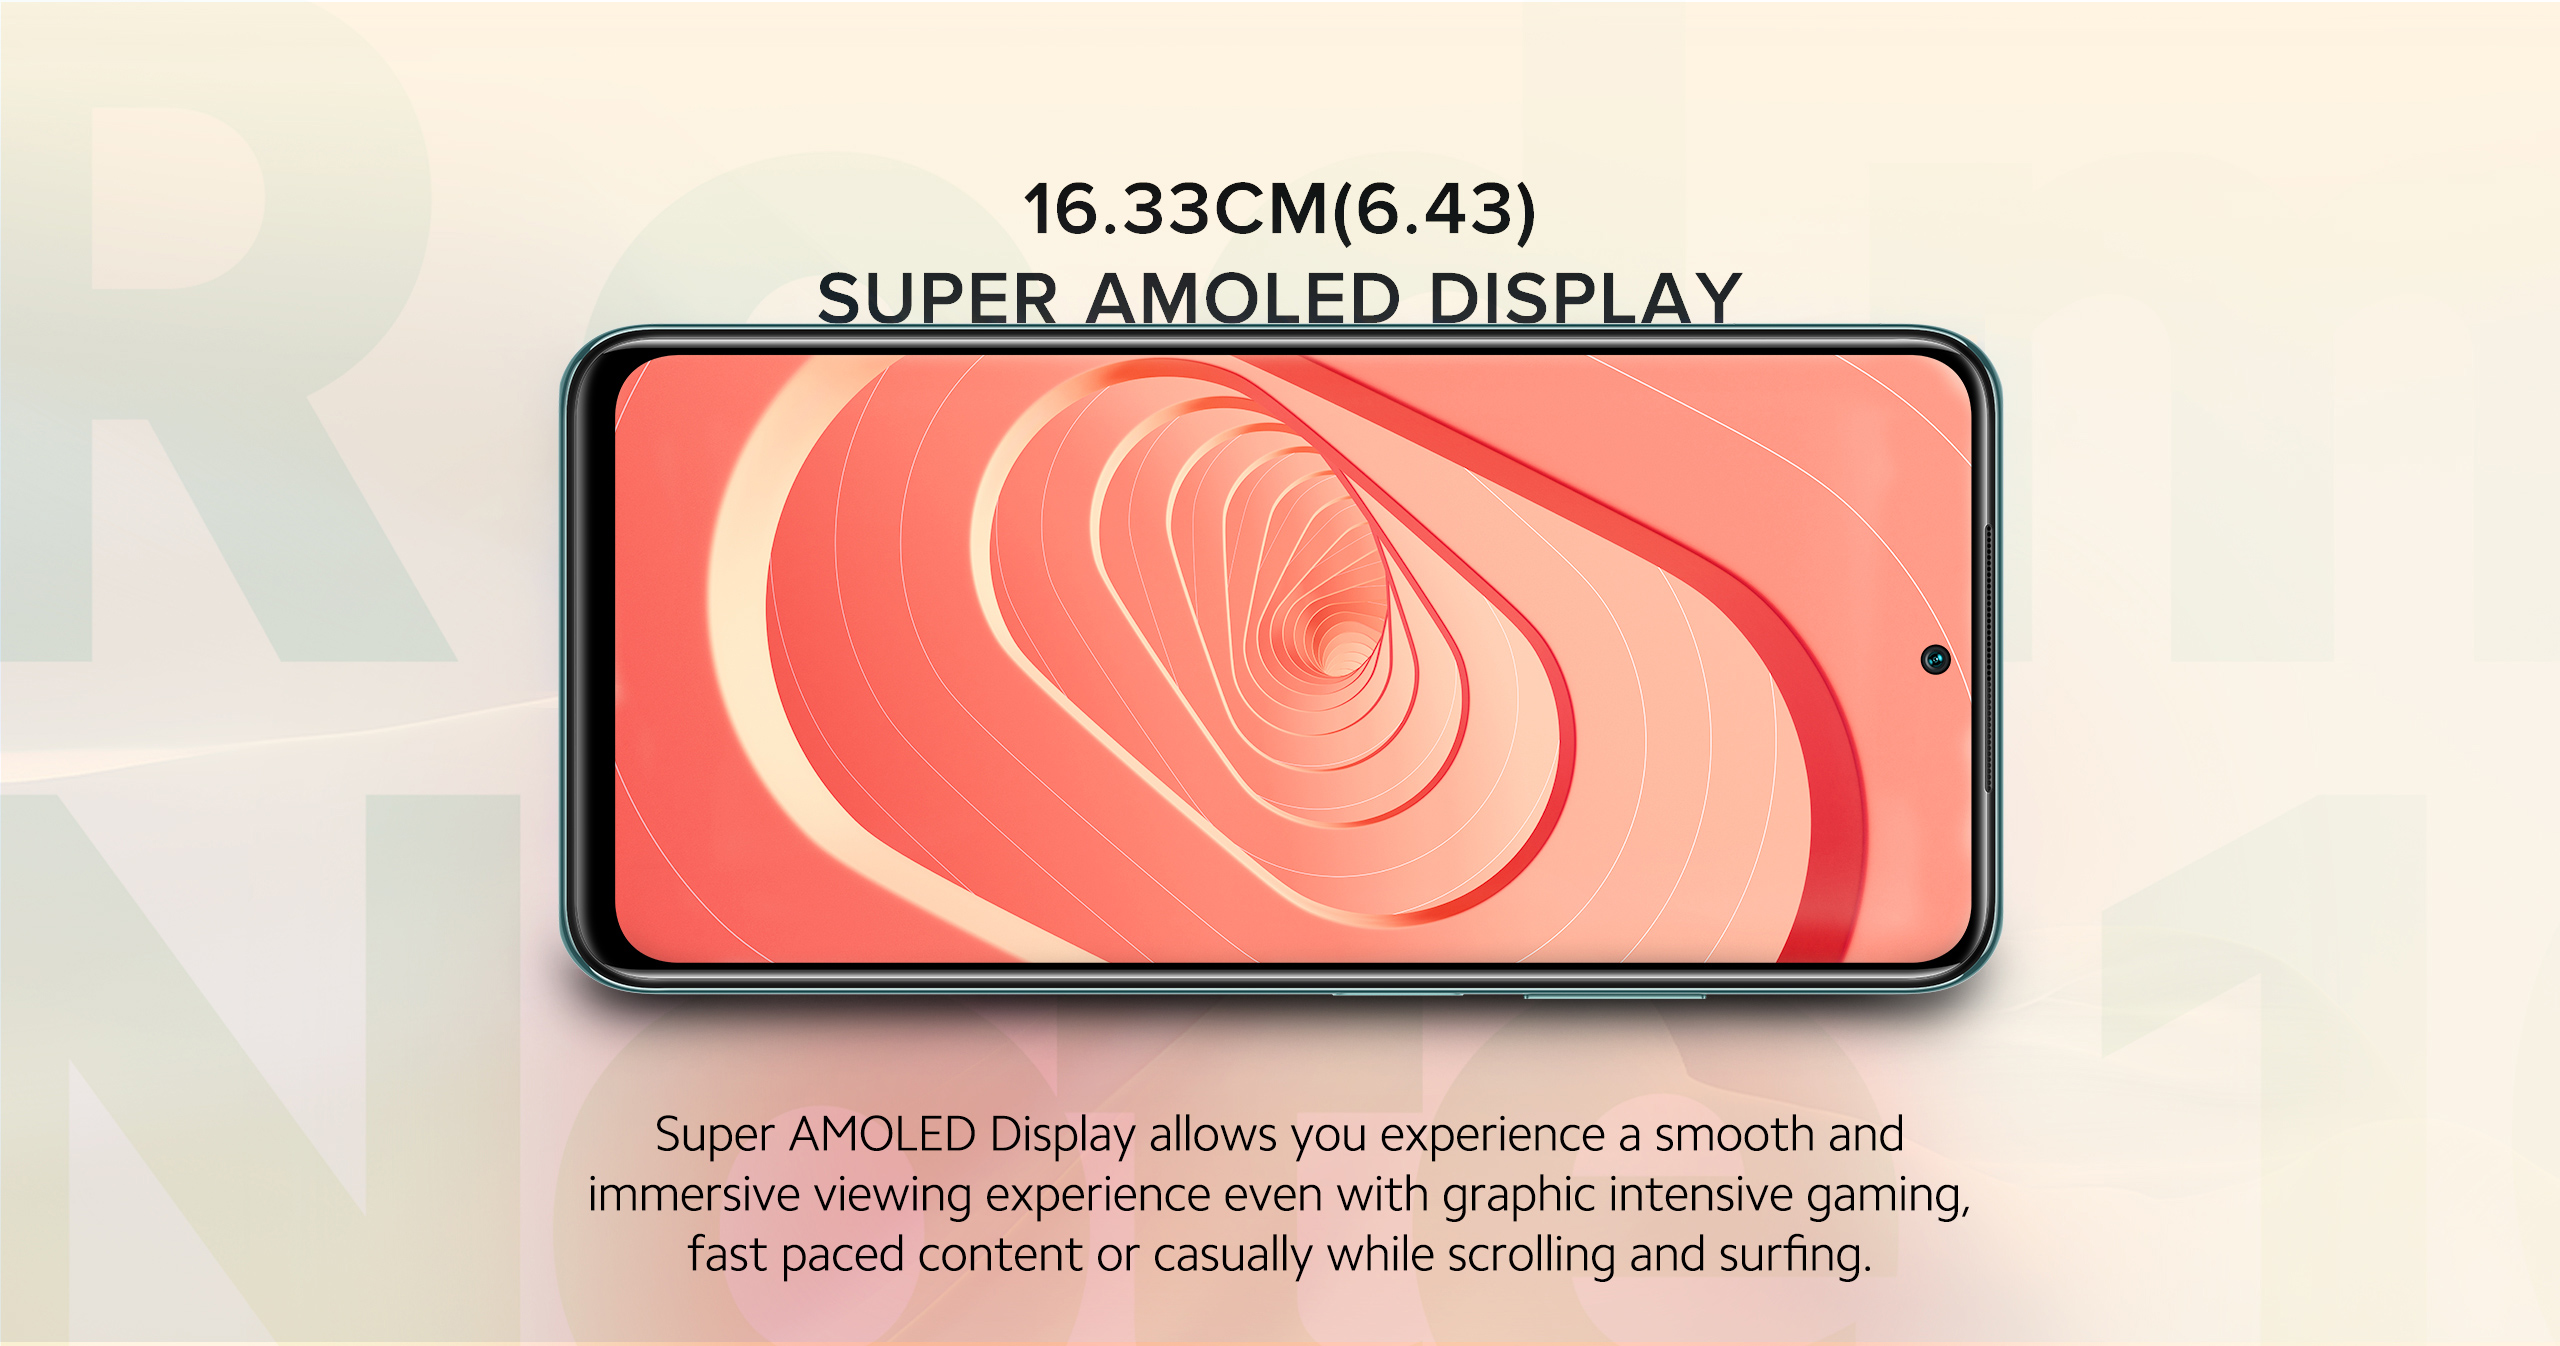 16.33CM(6.43)
SUPER AMOLED DISPLAY
Super AMOLED Display allows you experience a smooth and
immersive viewing experience even with graphic intensive gaming,
fast paced content or casually while scrolling and surfing.